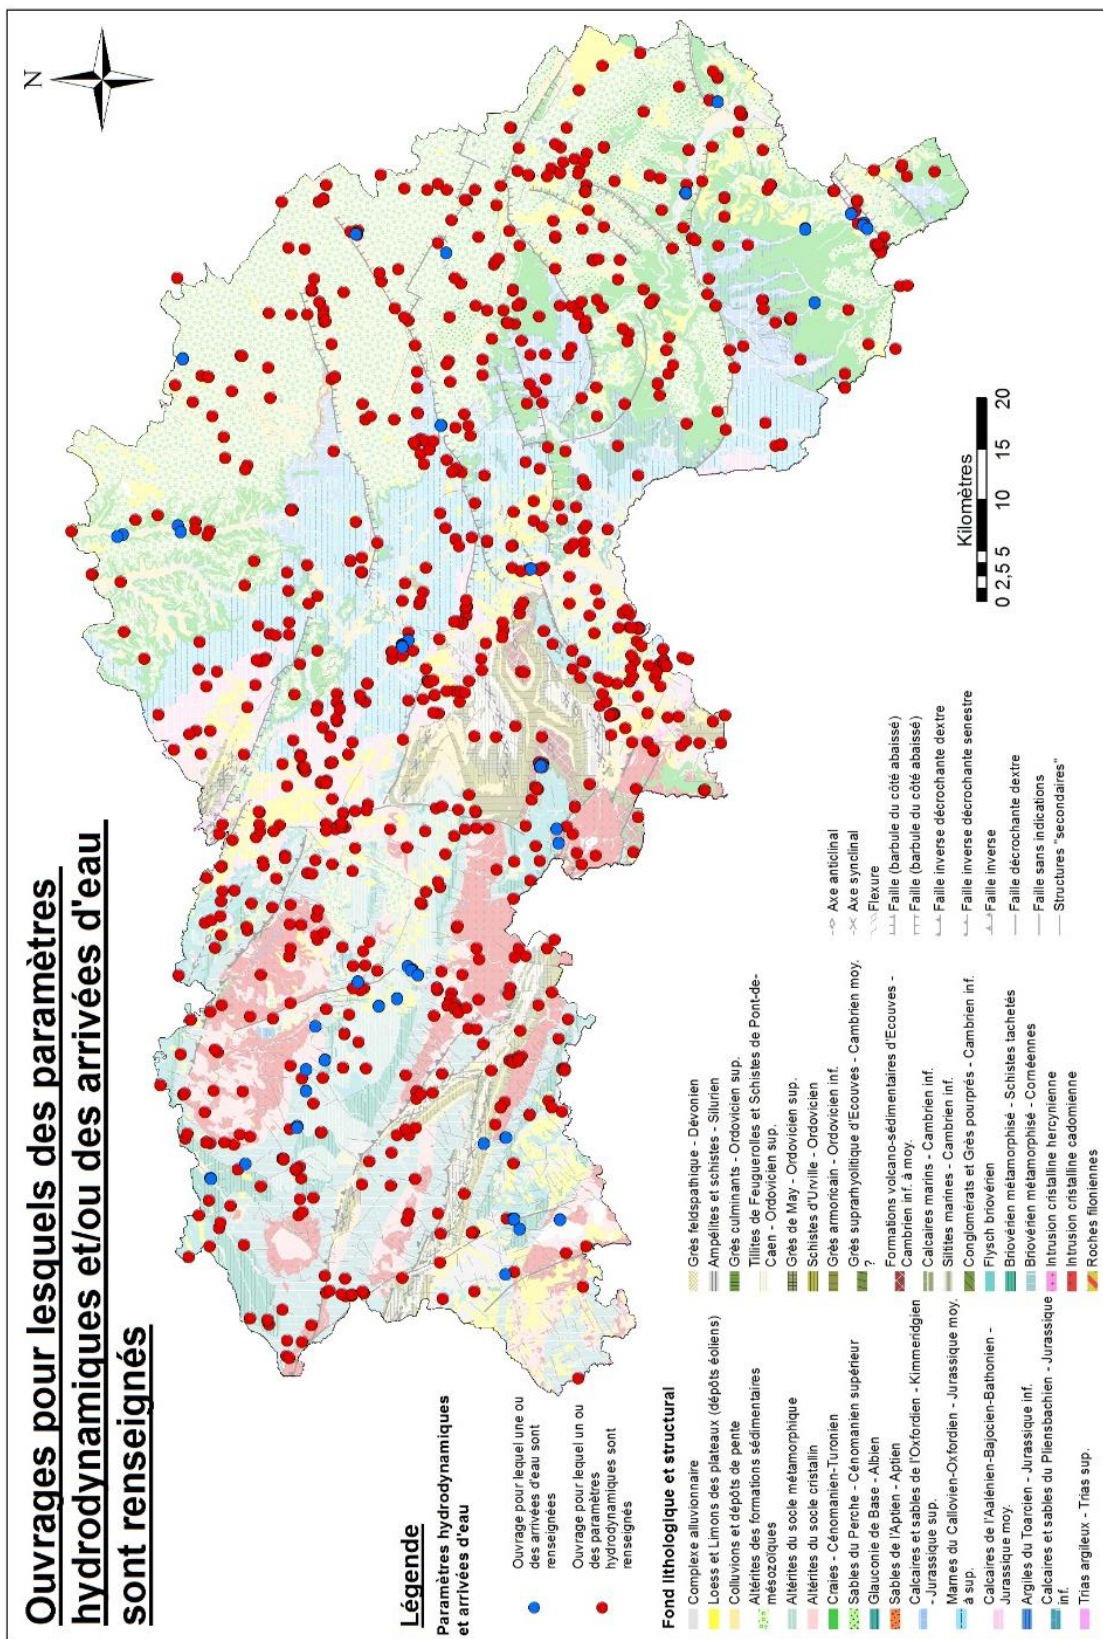 Ouvrages pour lesquels des paramètres
hydrodynamiques et/ou des arrivées d'eau
sont renseignés
N
Légende
Paramètres hydrodynamiques
et arrivées d'eau
Ouvrage pour lequel une ou
des arrivées d'eau sont
renseignées
Ouvrage pour lequel un ou
des paramètres
hydrodynamiques sont
renseignés
Fond lithologique et structural
Complexe alluvionnaire
Loess et Limons des plateaux (dépôts éoliens)
Colluvions et dépôts de pente
Altérites des formations sédimentaires
mésozoïques
Altérites du socle métamorphique
Altérites du socle cristallin
Craies - Cénomanien-Turonien
Sables du Perche - Cénomanien supérieur
Glauconie de Base - Albien
Sables de l'Aptien - Aptien
Calcaires et sables de l'Oxfordien - Kimmeridgien
- Jurassique sup.
Marnes du Callovien-Oxfordien - Jurassique moy.
à sup.
Calcaires de l'Aalénien-Bajocien-Bathonien -
Jurassique moy.
Argiles du Toarcien - Jurassique inf.
Calcaires et sables du Pliensbachien - Jurassique
inf.
Trias argileux - Trias sup.
Grès feldspathique - Dévonien
Ampélites et schistes - Silurien
Grès culminants - Ordovicien sup.
Tillites de Feuguerolles et Schistes de Pont-de-
Caen - Ordovicien sup.
Grès de May - Ordovicien sup.
Schistes d'Urville - Ordovicien
Grès armoricain - Ordovicien inf.
Grès suprarhyolitique d'Ecouves - Cambrien moy.
?
Formations volcano-sédimentaires d'Ecouves -
Cambrien inf. à moy.
Calcaires marins - Cambrien inf.
Siltites marines - Cambrien inf.
Conglomérats et Grès pourprés - Cambrien inf.
Flysch briovérien
Briovérien métamorphisé - Schistes tachetés
Briovérien métamorphisé - Cornéennes
Intrusion cristalline hercynienne
Intrusion cristalline cadomienne
Roches filoniennes
Axe anticlinal
Axe synclinal
Flexure
Faille (barbule du côté abaissé)
Faille (barbule du côté abaissé)
Faille inverse décrochante dextre
Faille inverse décrochante senestre
Faille inverse
Faille décrochante dextre
Faille sans indications
Structures "secondaires"
Kilomètres
0 2,5 5 10 15 20